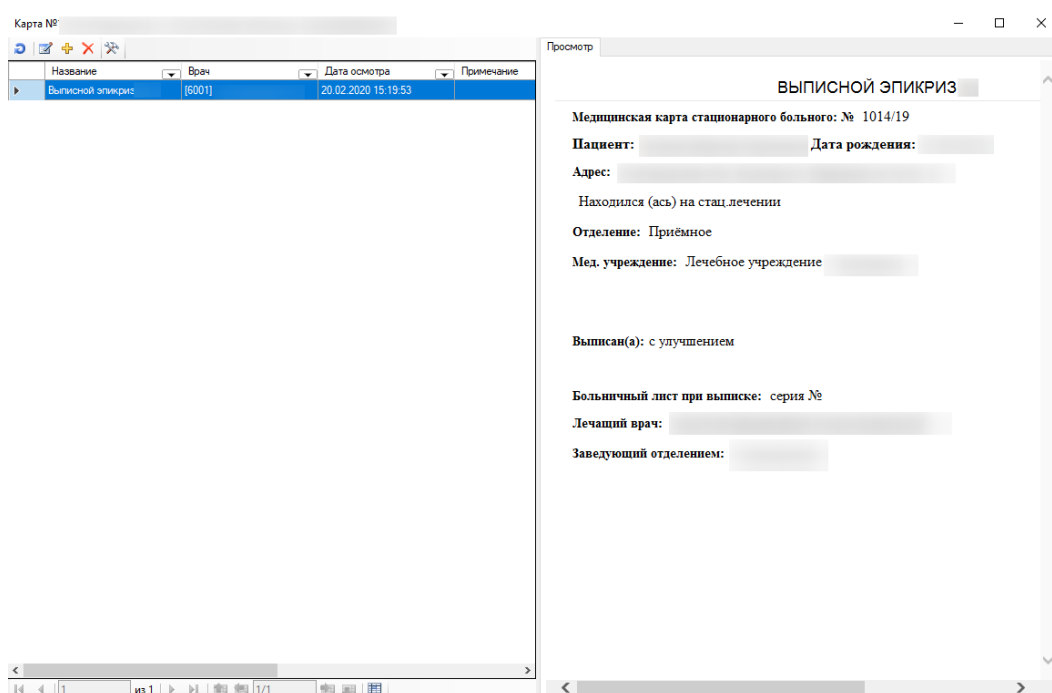 Карта №
Просмотр
Название Врач Дата осмотра Примечание
Выписной эпикриз [6001] 20.02.2020 15:19:53
ВЫПИСНОЙ ЭПИКРИЗ
Медицинская карта стационарного больного: № 1014/19
Пациент: Дата рождения:
Адрес:
Находился (ась) на стац.лечении
Отделение: Приёмное
Мед. учреждение: Лечебное учреждение
Выписан(а): с улучшением
Больничный лист при выписке: серия №
Лечащий врач:
Заведующий отделением:
1 из 1 1/1